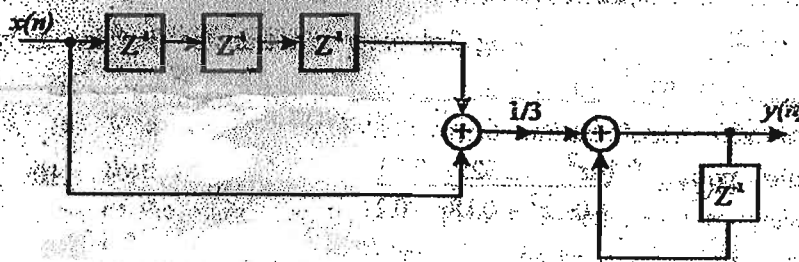 x(n)
Z⁻¹ Z⁻¹ Z⁻¹
+ 1/3 + y(n)
Z⁻¹